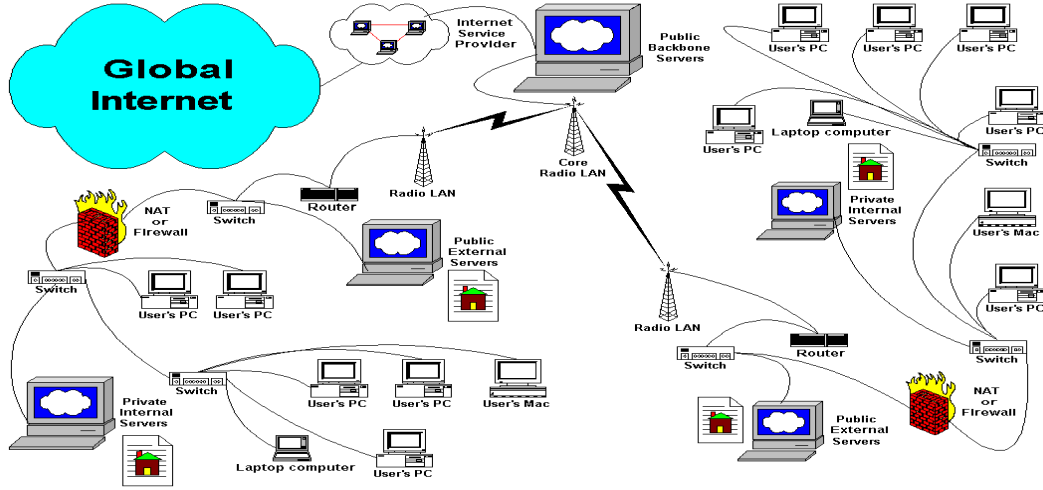 Global
Internet
Internet
Service
Provider
Public
Backbone
Servers
User's PC
User's PC
User's PC
User's PC
Laptop computer
User's PC
Switch
Core
Radio LAN
Radio LAN
Router
Switch
NAT
or
Firewall
Public
External
Servers
Switch
User's PC
User's PC
Private
Internal
Servers
User's Mac
User's PC
Radio LAN
Switch
Router
Switch
NAT
or
Firewall
Public
External
Servers
Switch
User's PC
User's PC
User's Mac
Private
Internal
Servers
Laptop computer
User's PC